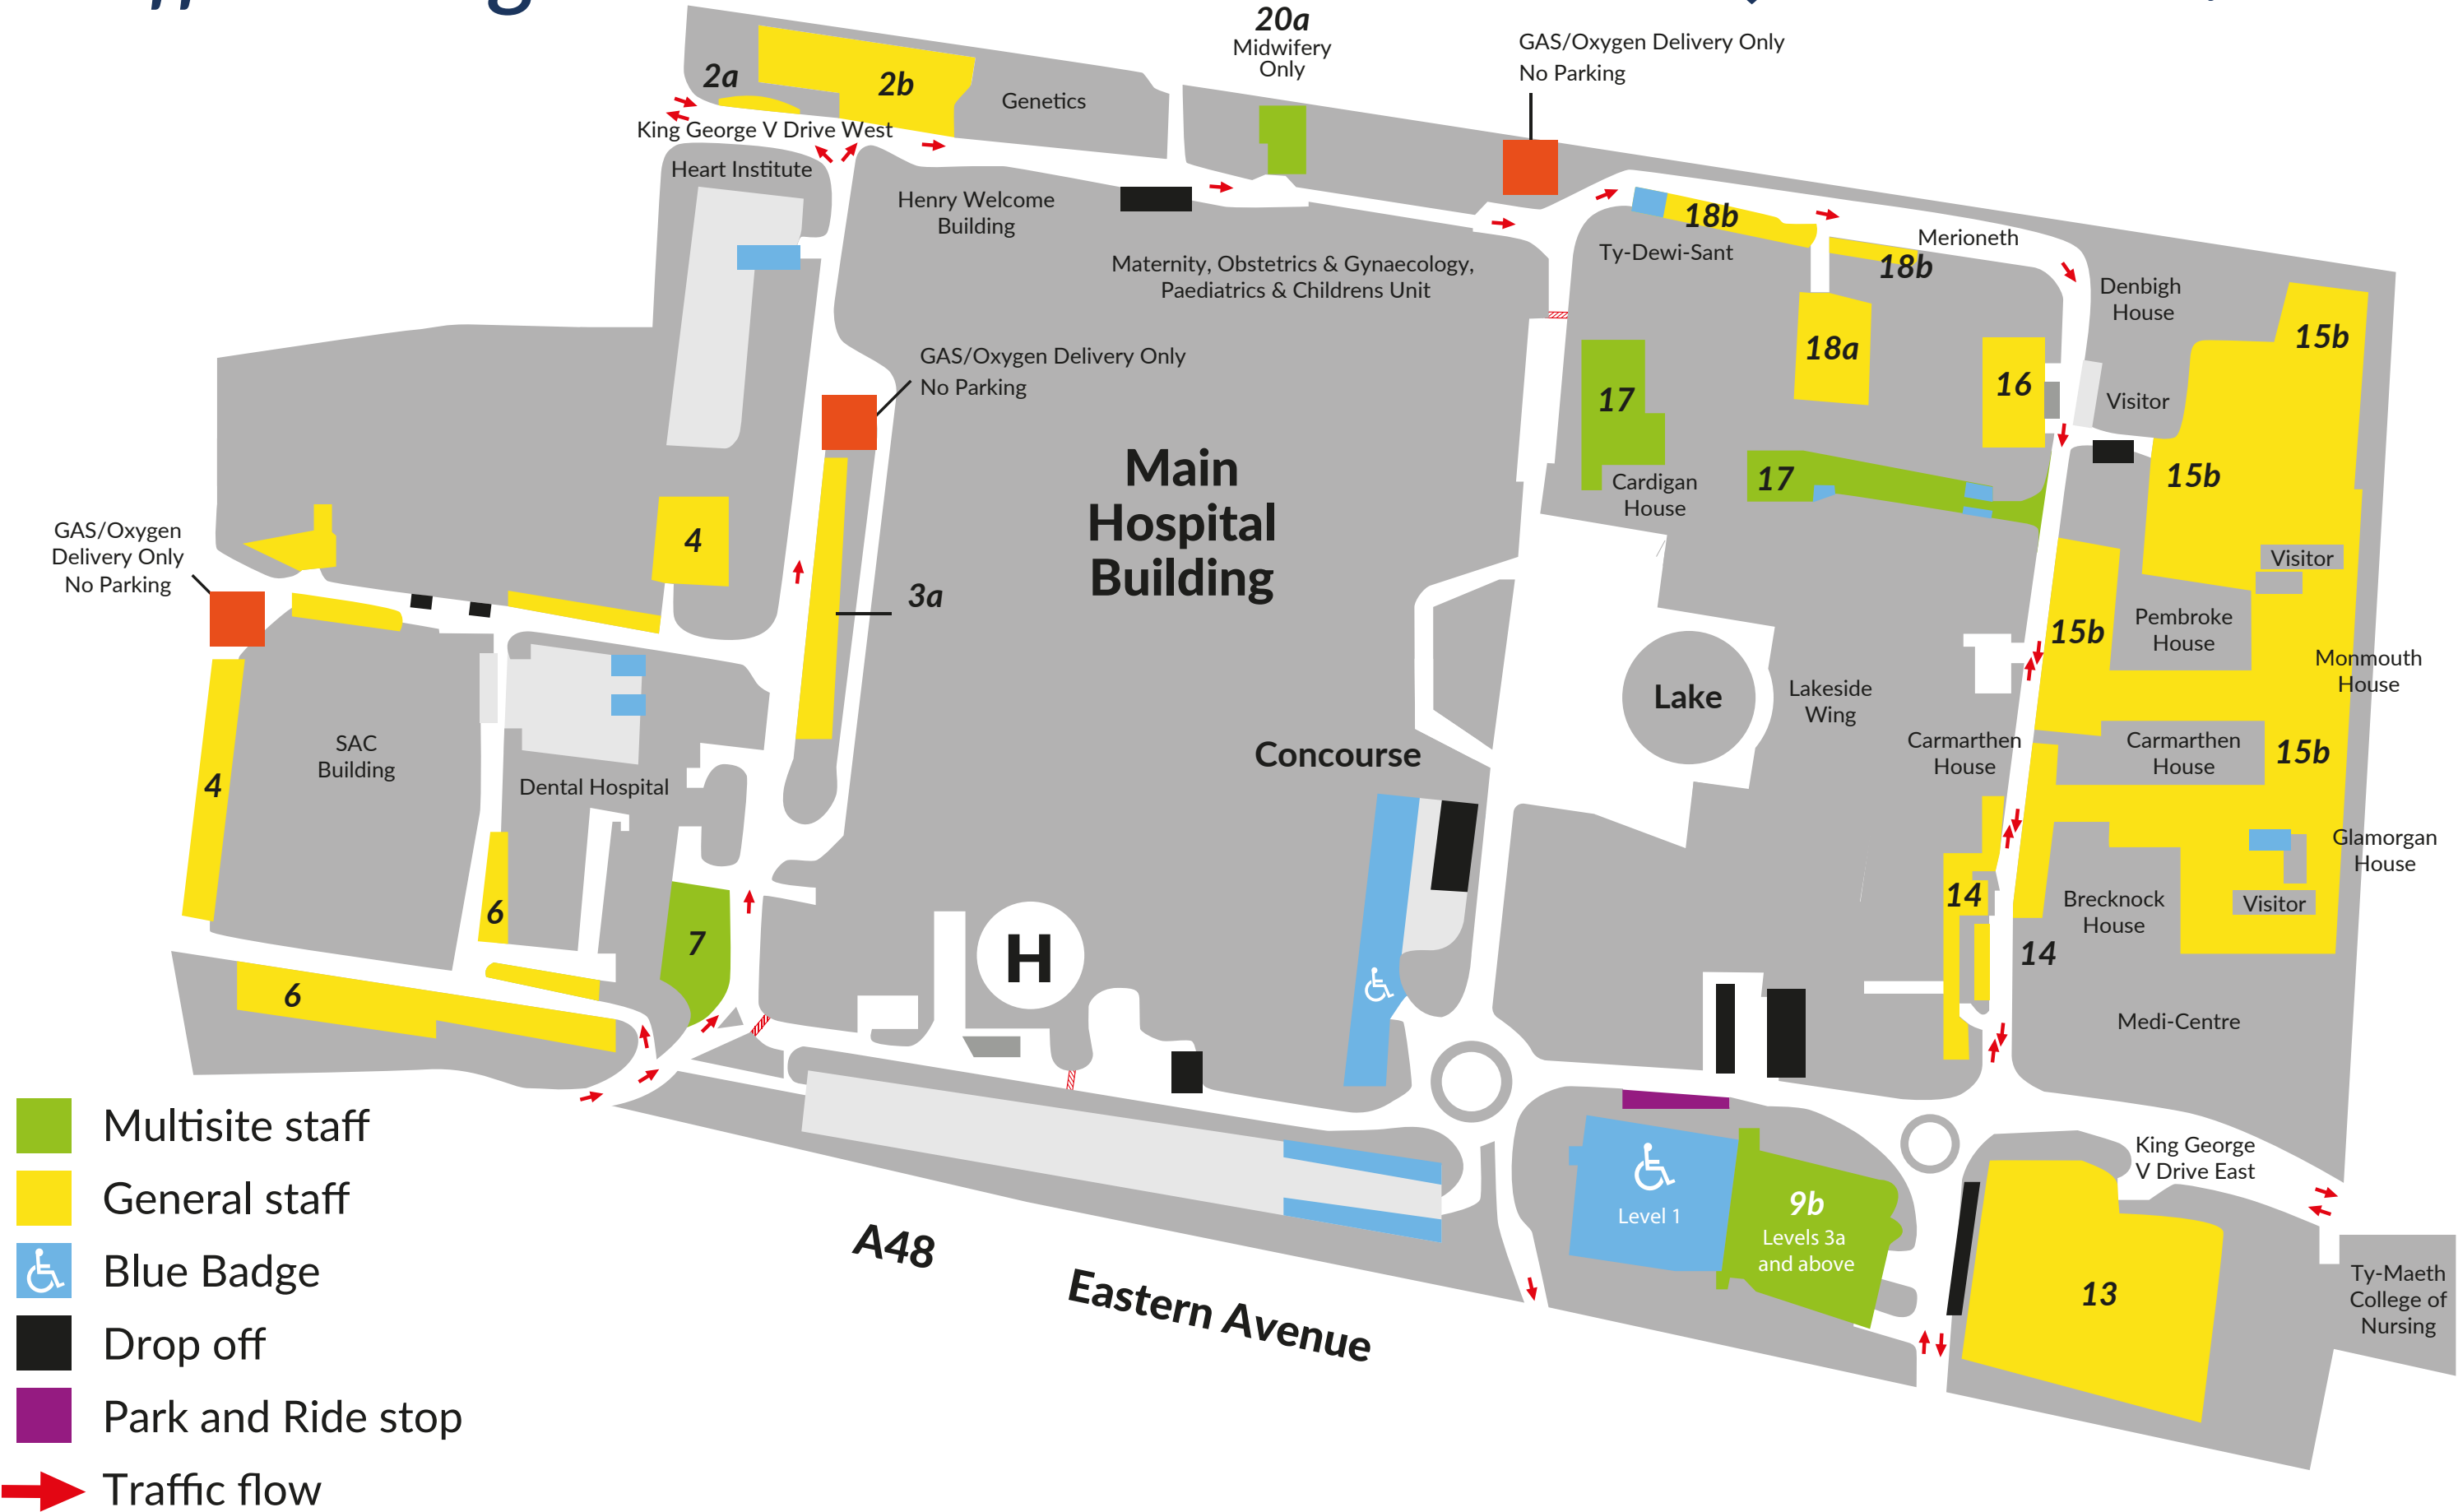 20a
Midwifery
Only
GAS/Oxygen Delivery Only
No Parking
2a
2b
Genetics
King George V Drive West
Heart Institute
Henry Welcome
Building
18b
Ty-Dewi-Sant
Merioneth
18b
Maternity, Obstetrics & Gynaecology,
Paediatrics & Childrens Unit
Denbigh
House
15b
18a
16
GAS/Oxygen Delivery Only
No Parking
17
Visitor
Main
Hospital
Building
Cardigan
House
17
15b
GAS/Oxygen
Delivery Only
No Parking
4
3a
Visitor
15b
Pembroke
House
Monmouth
House
Lake
Lakeside
Wing
SAC
Building
4
Dental Hospital
Concourse
Carmarthen
House
Carmarthen
House
15b
Glamorgan
House
6
7
H
14
Brecknock
House
Visitor
14
6
Medi-Centre
King George
V Drive East
Level 1
9b
Levels 3a
and above
13
Ty-Maeth
College of
Nursing
A48
Eastern Avenue
Multisite staff
General staff
Blue Badge
Drop off
Park and Ride stop
Traffic flow